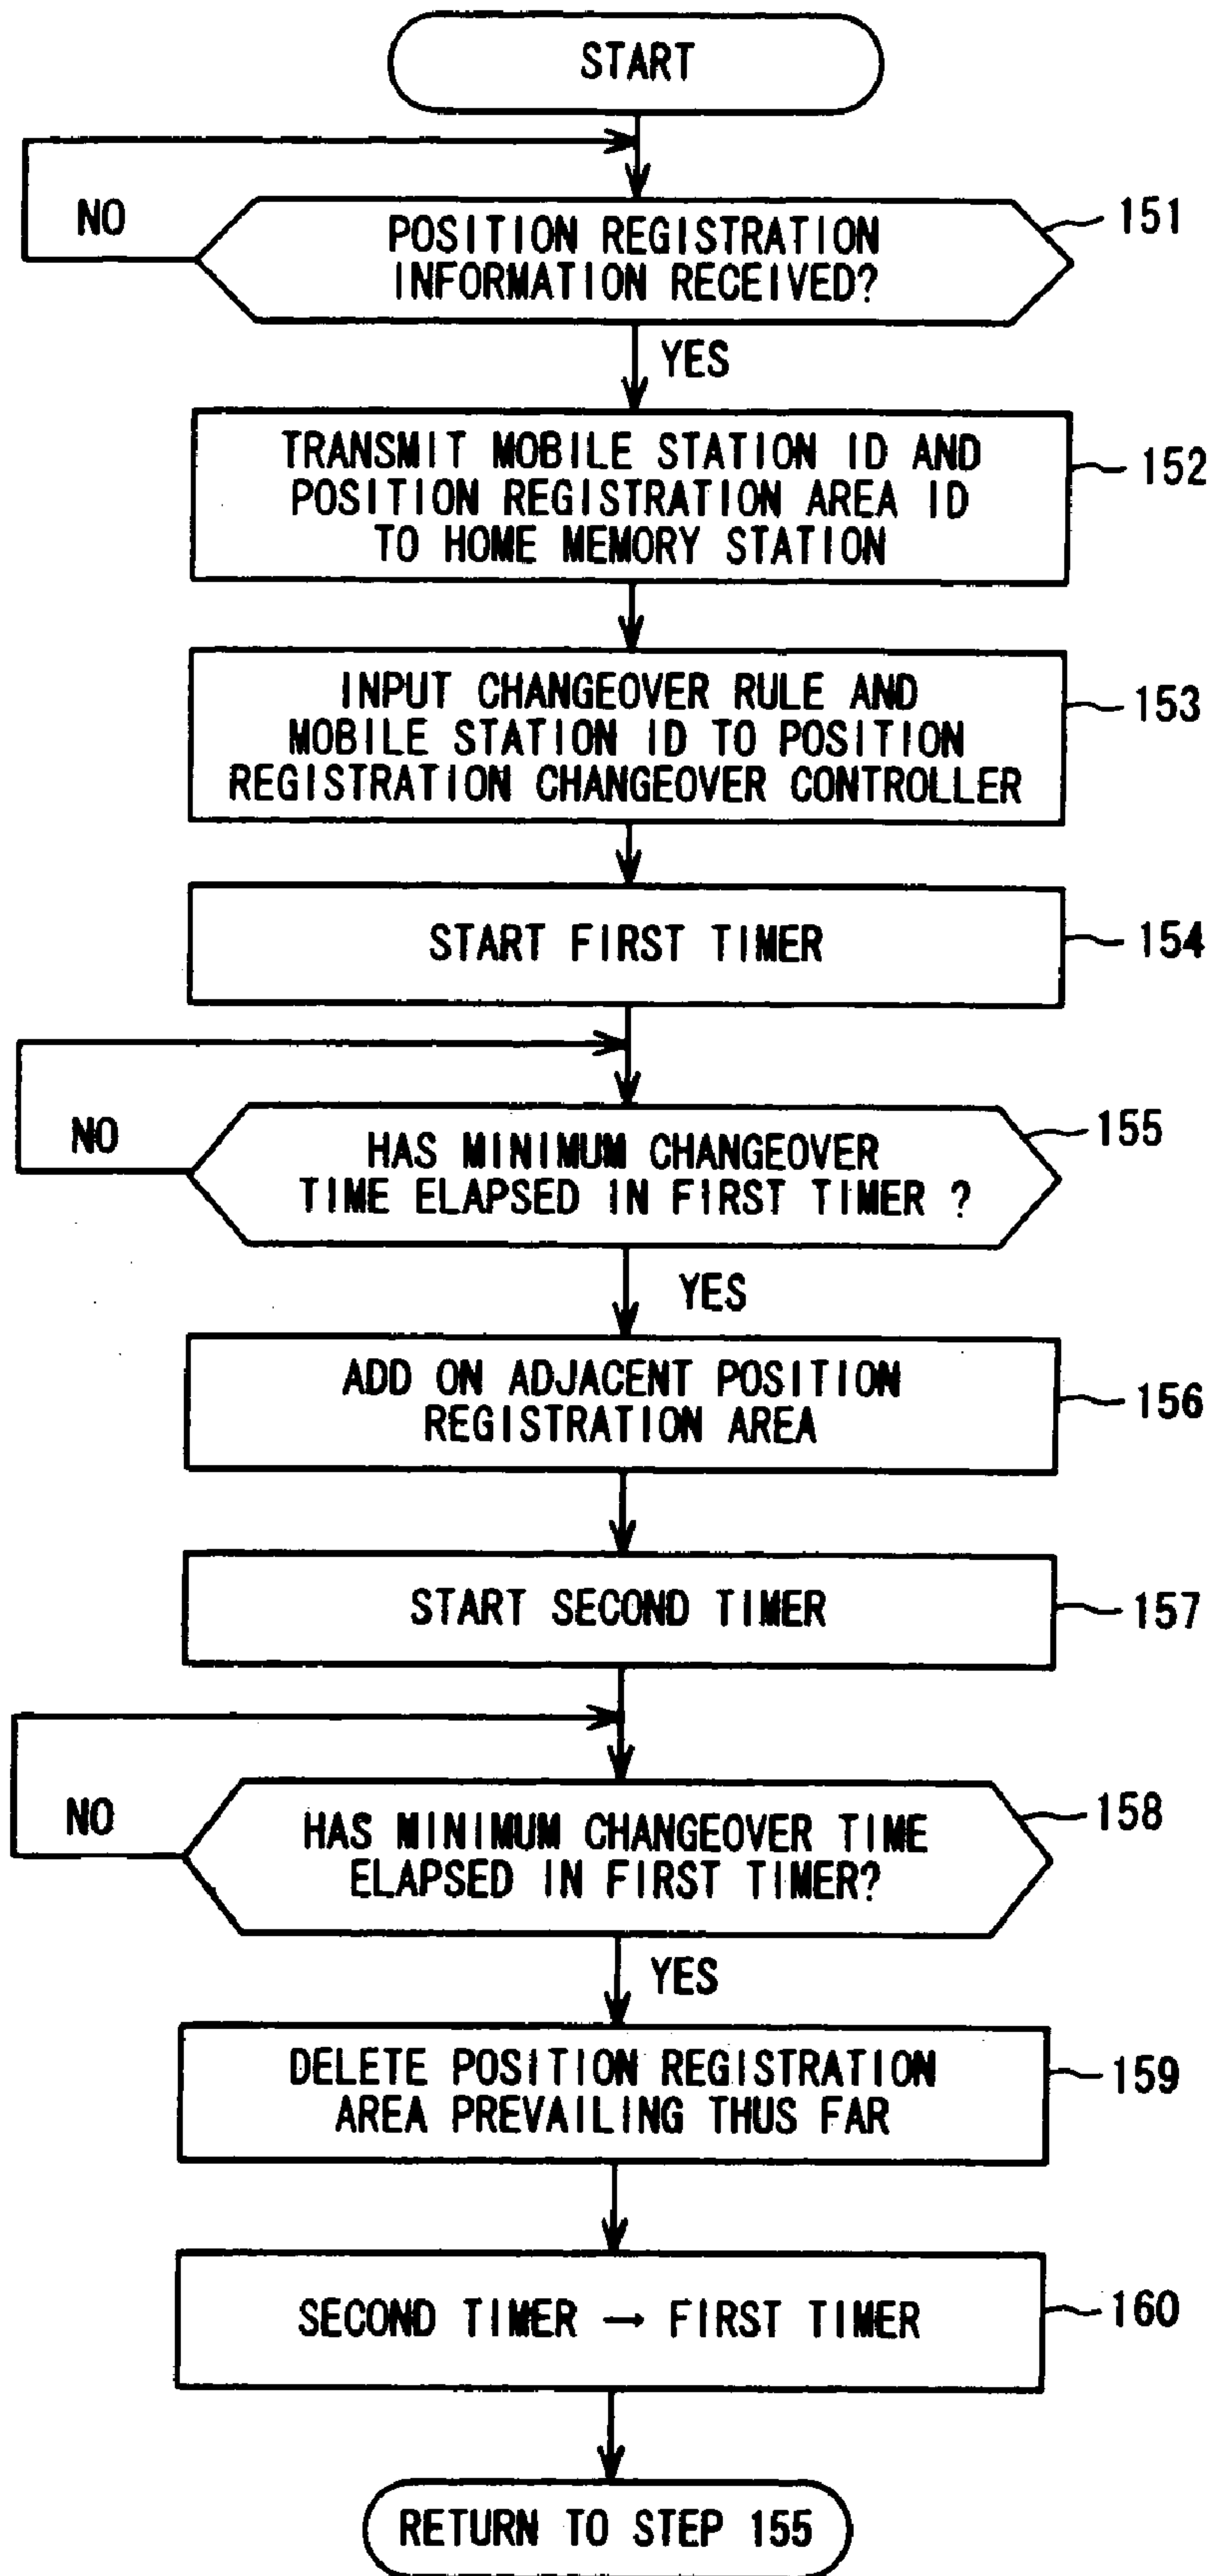 START
NO
POSITION REGISTRATION
INFORMATION RECEIVED?
151
YES
TRANSMIT MOBILE STATION ID AND
POSITION REGISTRATION AREA ID
TO HOME MEMORY STATION
152
INPUT CHANGEOVER RULE AND
MOBILE STATION ID TO POSITION
REGISTRATION CHANGEOVER CONTROLLER
153
START FIRST TIMER
154
NO
HAS MINIMUM CHANGEOVER
TIME ELAPSED IN FIRST TIMER ?
155
YES
ADD ON ADJACENT POSITION
REGISTRATION AREA
156
START SECOND TIMER
157
NO
HAS MINIMUM CHANGEOVER TIME
ELAPSED IN FIRST TIMER?
158
YES
DELETE POSITION REGISTRATION
AREA PREVAILING THUS FAR
159
SECOND TIMER → FIRST TIMER
160
RETURN TO STEP 155